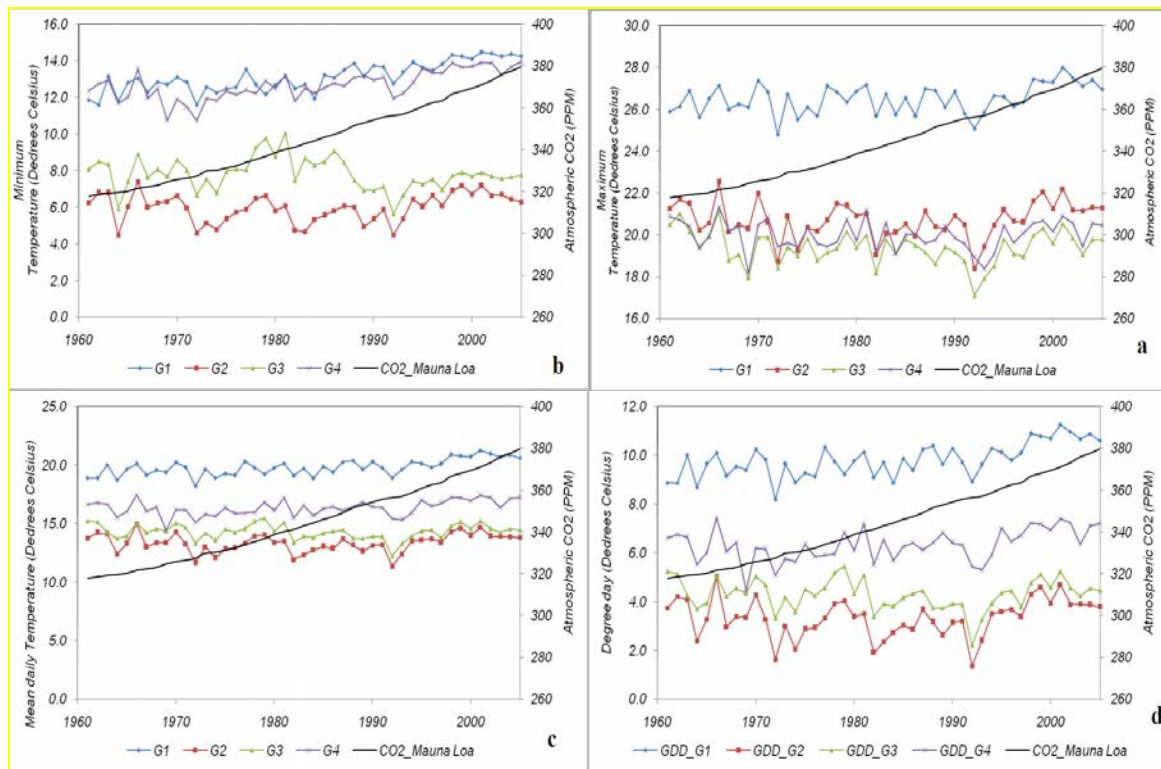 16.0
14.0
12.0
10.0
8.0
6.0
4.0
2.0
0.0
Minimum
Temperature (Dedrees Celsius)
400
380
360
340
320
300
280
260
Atmospheric CO2 (PPM)
1960 1970 1980 1990 2000
G1 G2 G3 G4 CO2_Mauna Loa
b
30.0
28.0
26.0
24.0
22.0
20.0
18.0
16.0
Maximum
Temperature (Dedrees Celsius)
400
380
360
340
320
300
280
260
Atmospheric CO2 (PPM)
1960 1970 1980 1990 2000
G1 G2 G3 G4 CO2_Mauna Loa
a
25.0
20.0
15.0
10.0
5.0
0.0
Mean daily Temperature (Dedrees Celsius)
400
380
360
340
320
300
280
260
Atmospheric CO2 (PPM)
1960 1970 1980 1990 2000
G1 G2 G3 G4 CO2_Mauna Loa
c
12.0
10.0
8.0
6.0
4.0
2.0
0.0
Degree day (Dedrees Celsius)
400
380
360
340
320
300
280
260
Atmospheric CO2 (PPM)
1960 1970 1980 1990 2000
GDD_G1 GDD_G2 GDD_G3 GDD_G4 CO2_Mauna Loa
d